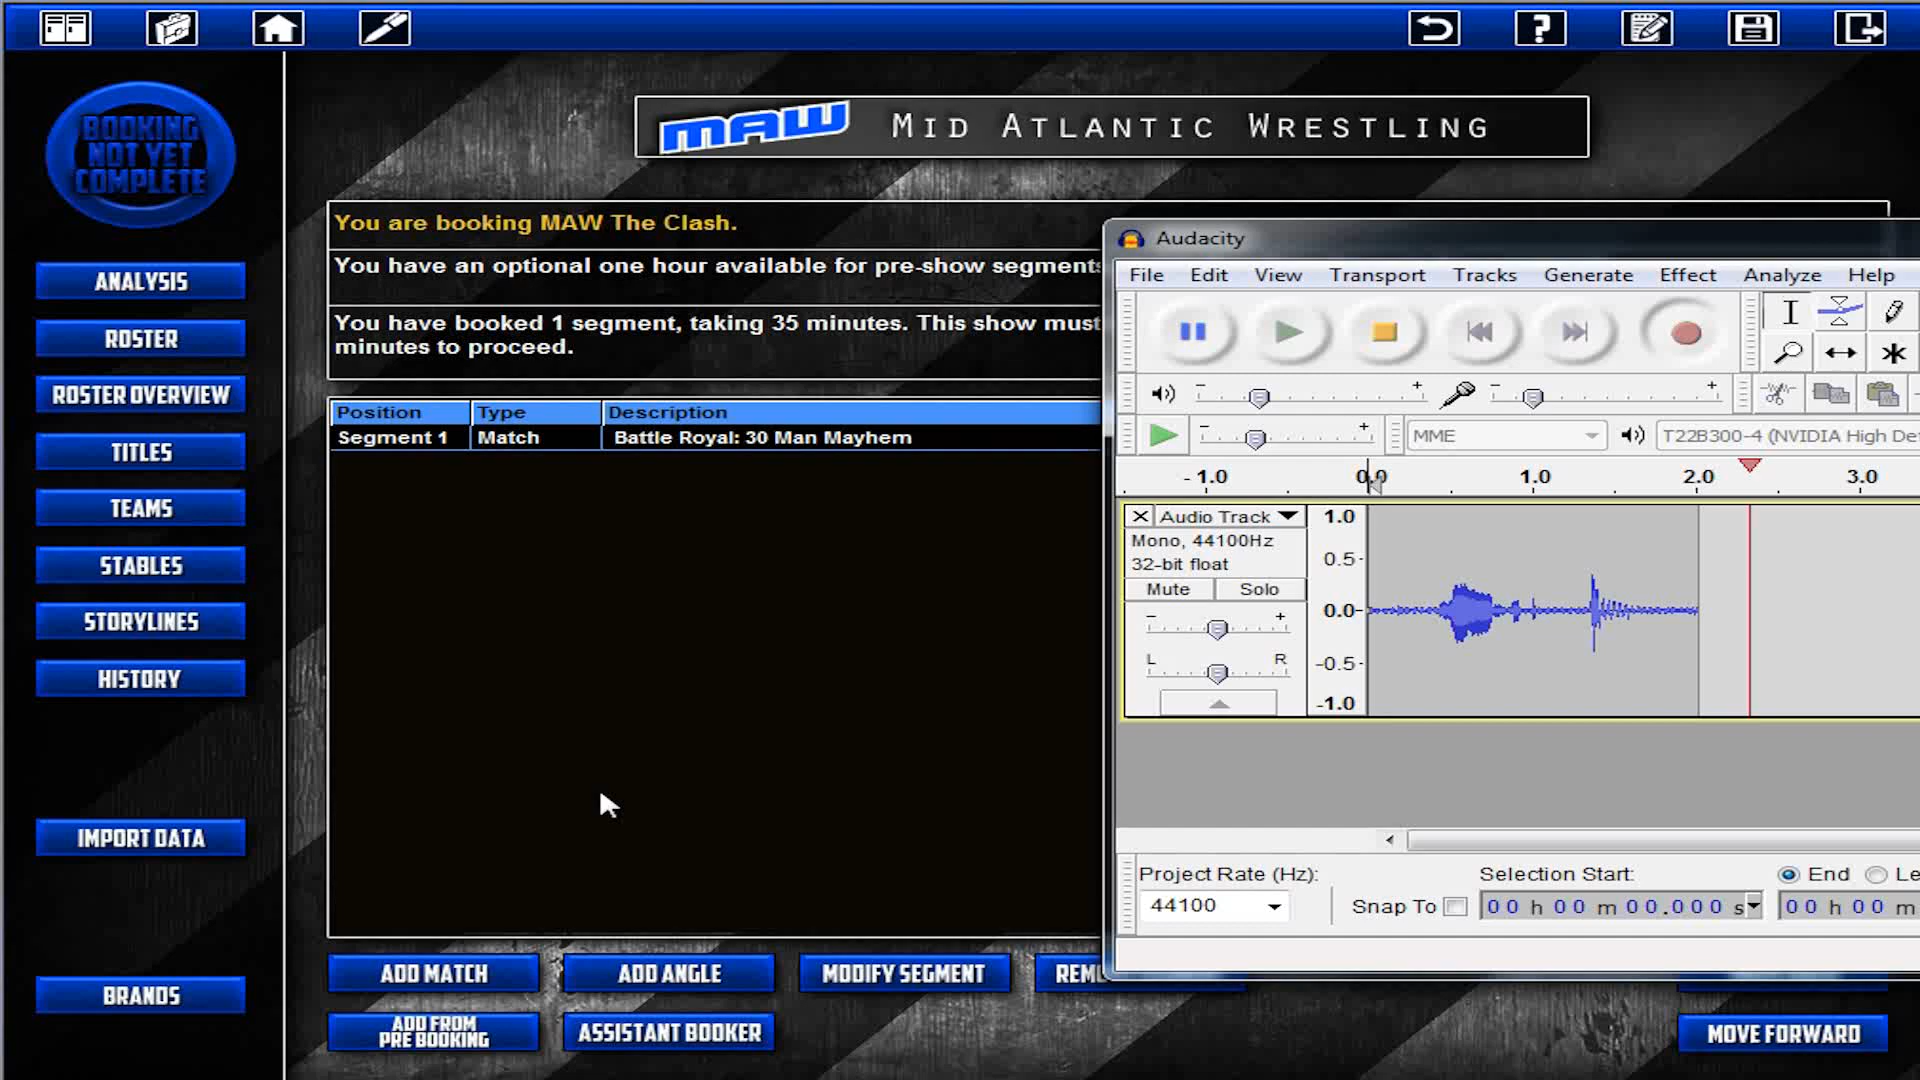 BOOKING
NOT YET
COMPLETE
MAW MID ATLANTIC WRESTLING
You are booking MAW The Clash.
You have an optional one hour available for pre-show segments
You have booked 1 segment, taking 35 minutes. This show must
minutes to proceed.
Position Type Description
Segment 1 Match Battle Royal: 30 Man Mayhem
ANALYSIS
ROSTER
ROSTER OVERVIEW
TITLES
TEAMS
STABLES
STORYLINES
HISTORY
IMPORT DATA
BRANDS
ADD MATCH
ADD ANGLE
MODIFY SEGMENT
REM
ADD FROM
PRE BOOKING
ASSISTANT BOOKER
MOVE FORWARD
Audacity
File Edit View Transport Tracks Generate Effect Analyze Help
MME
T22B300-4 (NVIDIA High De
-1.0 0.0 1.0 2.0 3.0
Audio Track
Mono, 44100Hz
32-bit float
Mute Solo
L R
1.0
0.5
0.0
-0.5
-1.0
Project Rate (Hz):
44100
Snap To
Selection Start:
00 h 00 m 00.000 s
End Le
00 h 00 m